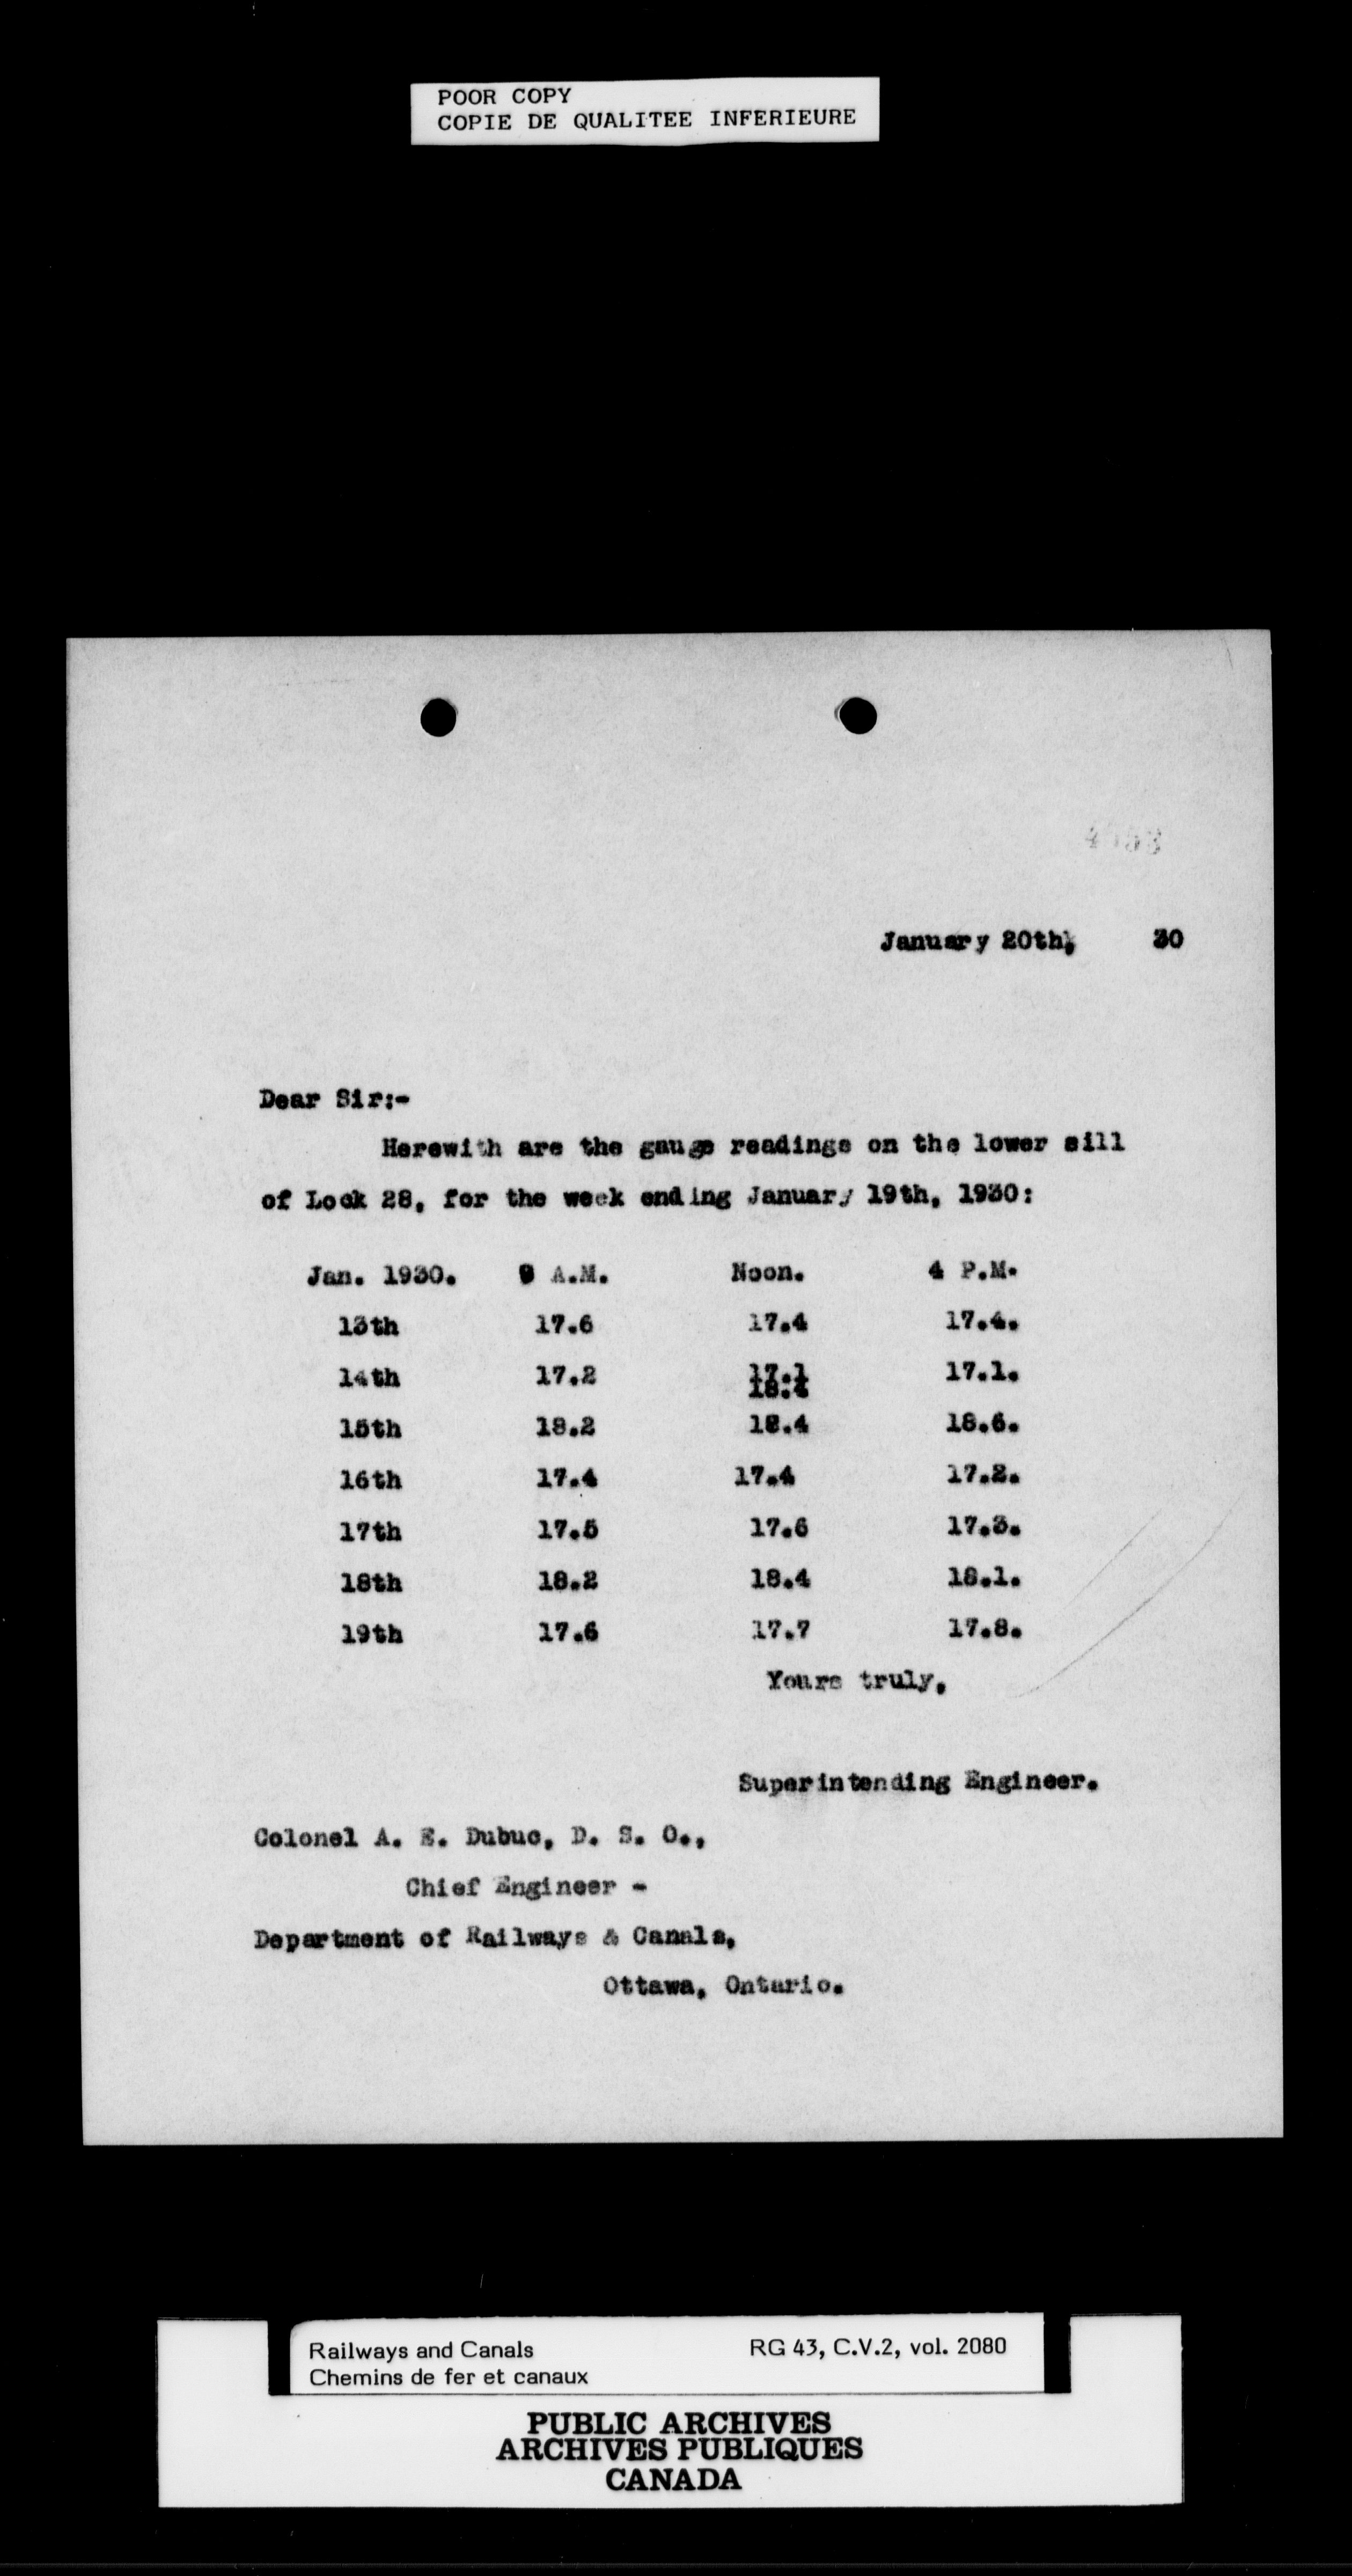 POOR COPY
COPIE DE QUALITEE INFERIEURE
January 20th, 30
Dear Sir:-
Herewith are the gauge readings on the lower sill
of Lock 28, for the week ending January 19th, 1930:
Jan. 1930. A.M. Noon. 4 P.M.
13th 17.6 17.4 17.4.
14th 17.2 17.1 17.1.
15th 18.2 18.4 18.6.
16th 17.4 17.4 17.2.
17th 17.5 17.6 17.3.
18th 18.2 18.4 18.1.
19th 17.6 17.7 17.8.
Yours truly,
Superintending Engineer.
Colonel A. E. Dubuc, D. S. O.,
Chief Engineer -
Department of Railways & Canals,
Ottawa, Ontario.
Railways and Canals RG 43, C.V.2, vol. 2080
Chemins de fer et canaux
PUBLIC ARCHIVES
ARCHIVES PUBLIQUES
CANADA